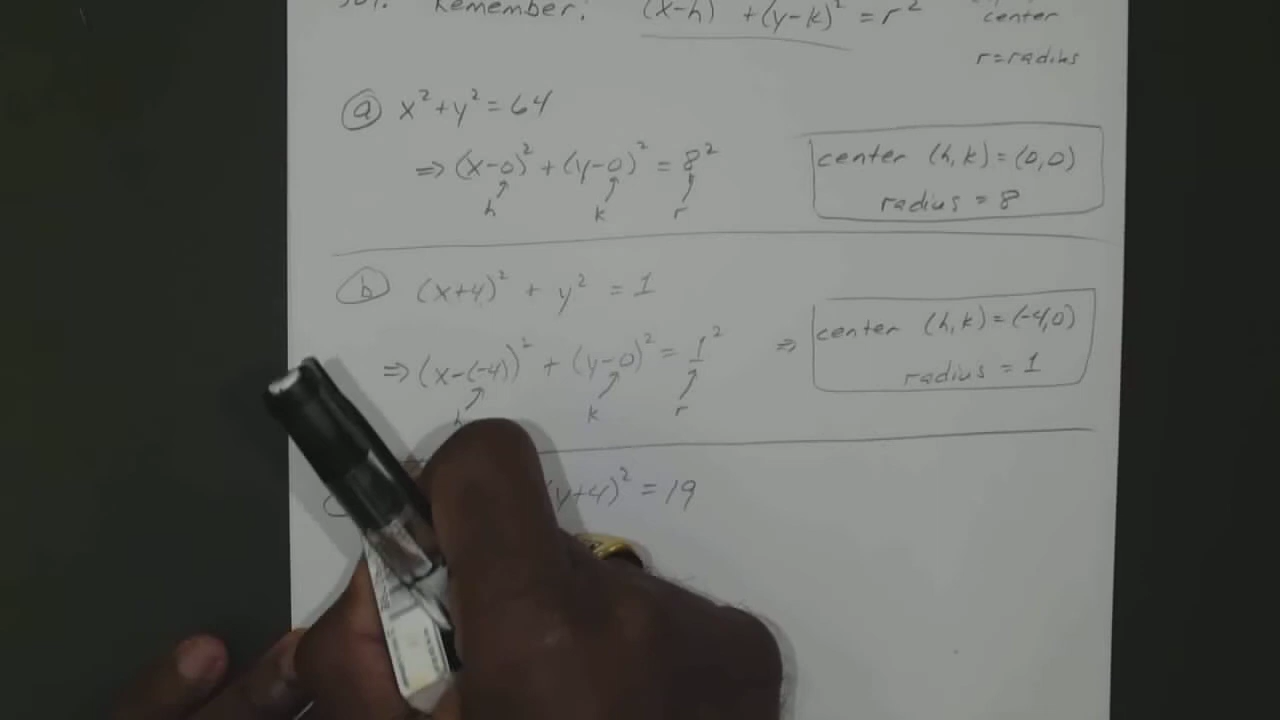 Remember: (x-h) + (y-k)² = r² center
r = radius
(a) x² + y² = 64
⇒ (x-0)² + (y-0)² = 8²
h k r
center (h,k) = (0,0)
radius = 8
(b) (x+4)² + y² = 1
⇒ (x-(-4))² + (y-0)² = 1²
h k r
⇒ center (h,k) = (-4,0)
radius = 1
(y+4)² = 19